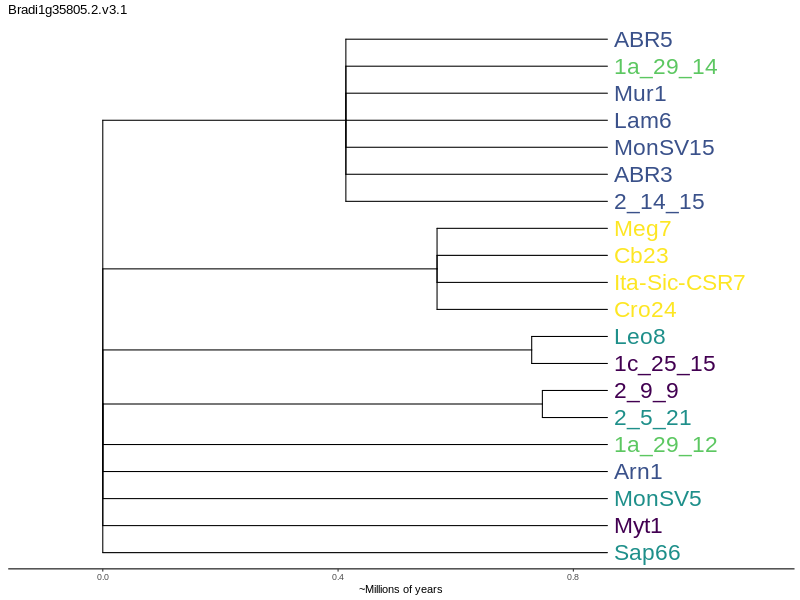 Bradi1g35805.2.v3.1
ABR5
1a_29_14
Mur1
Lam6
MonSV15
ABR3
2_14_15
Meg7
Cb23
Ita-Sic-CSR7
Cro24
Leo8
1c_25_15
2_9_9
2_5_21
1a_29_12
Arn1
MonSV5
Myt1
Sap66
0.0 0.4 0.8
~Millions of years